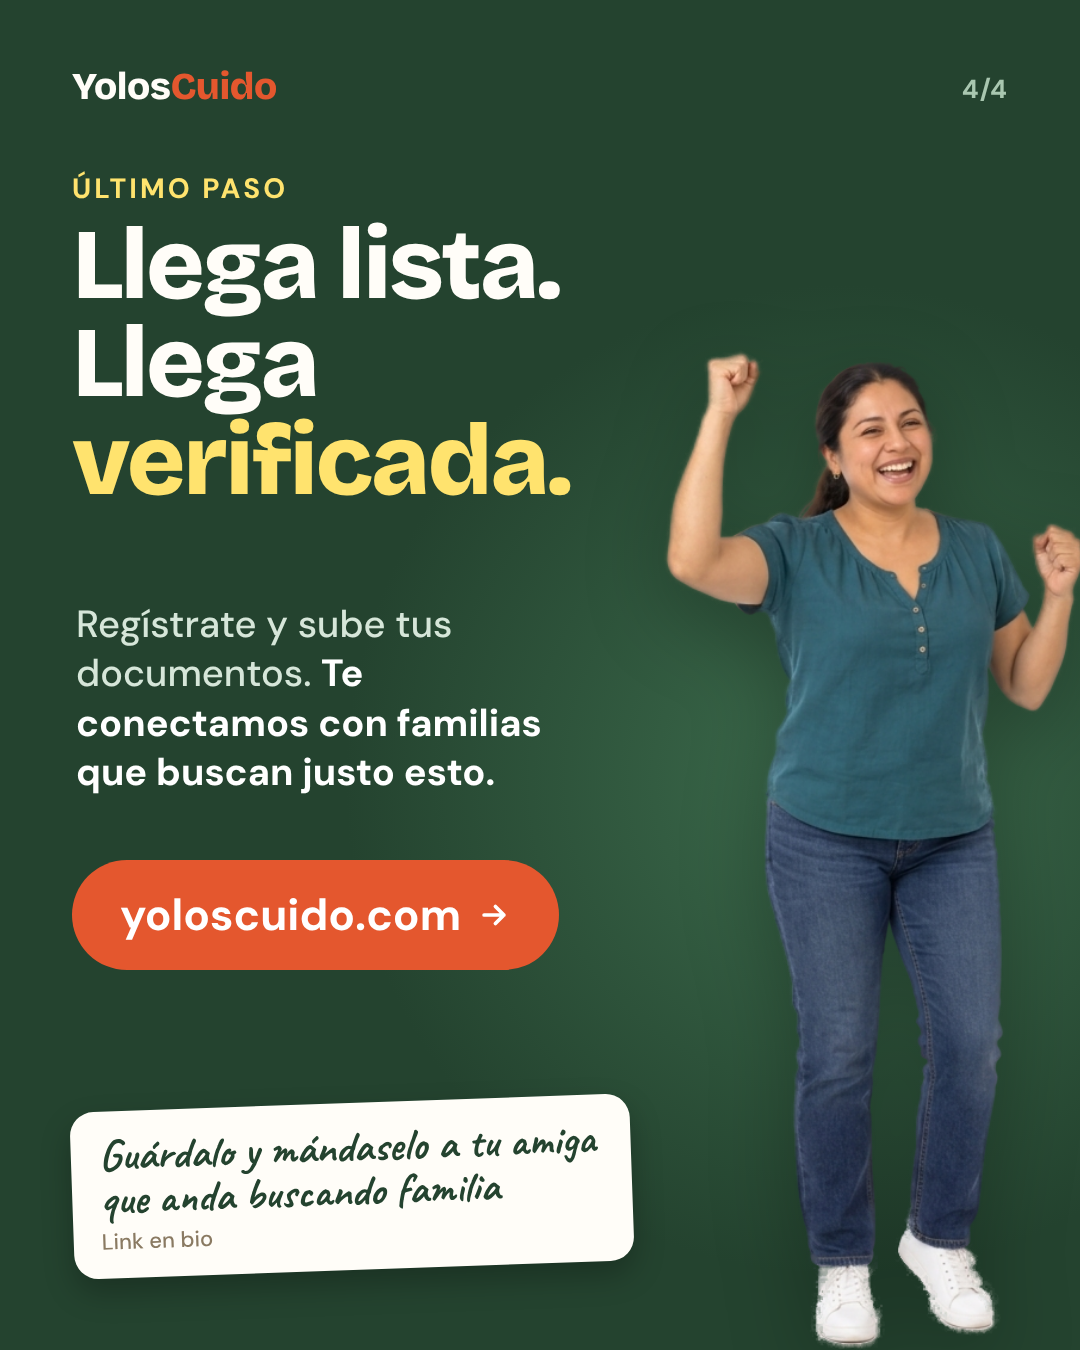 YolosCuido
4/4
ÚLTIMO PASO
Llega lista.
Llega
verificada.
Regístrate y sube tus
documentos. Te
conectamos con familias
que buscan justo esto.
yoloscuido.com →
Guárdalo y mándaselo a tu amiga
que anda buscando familia
Link en bio